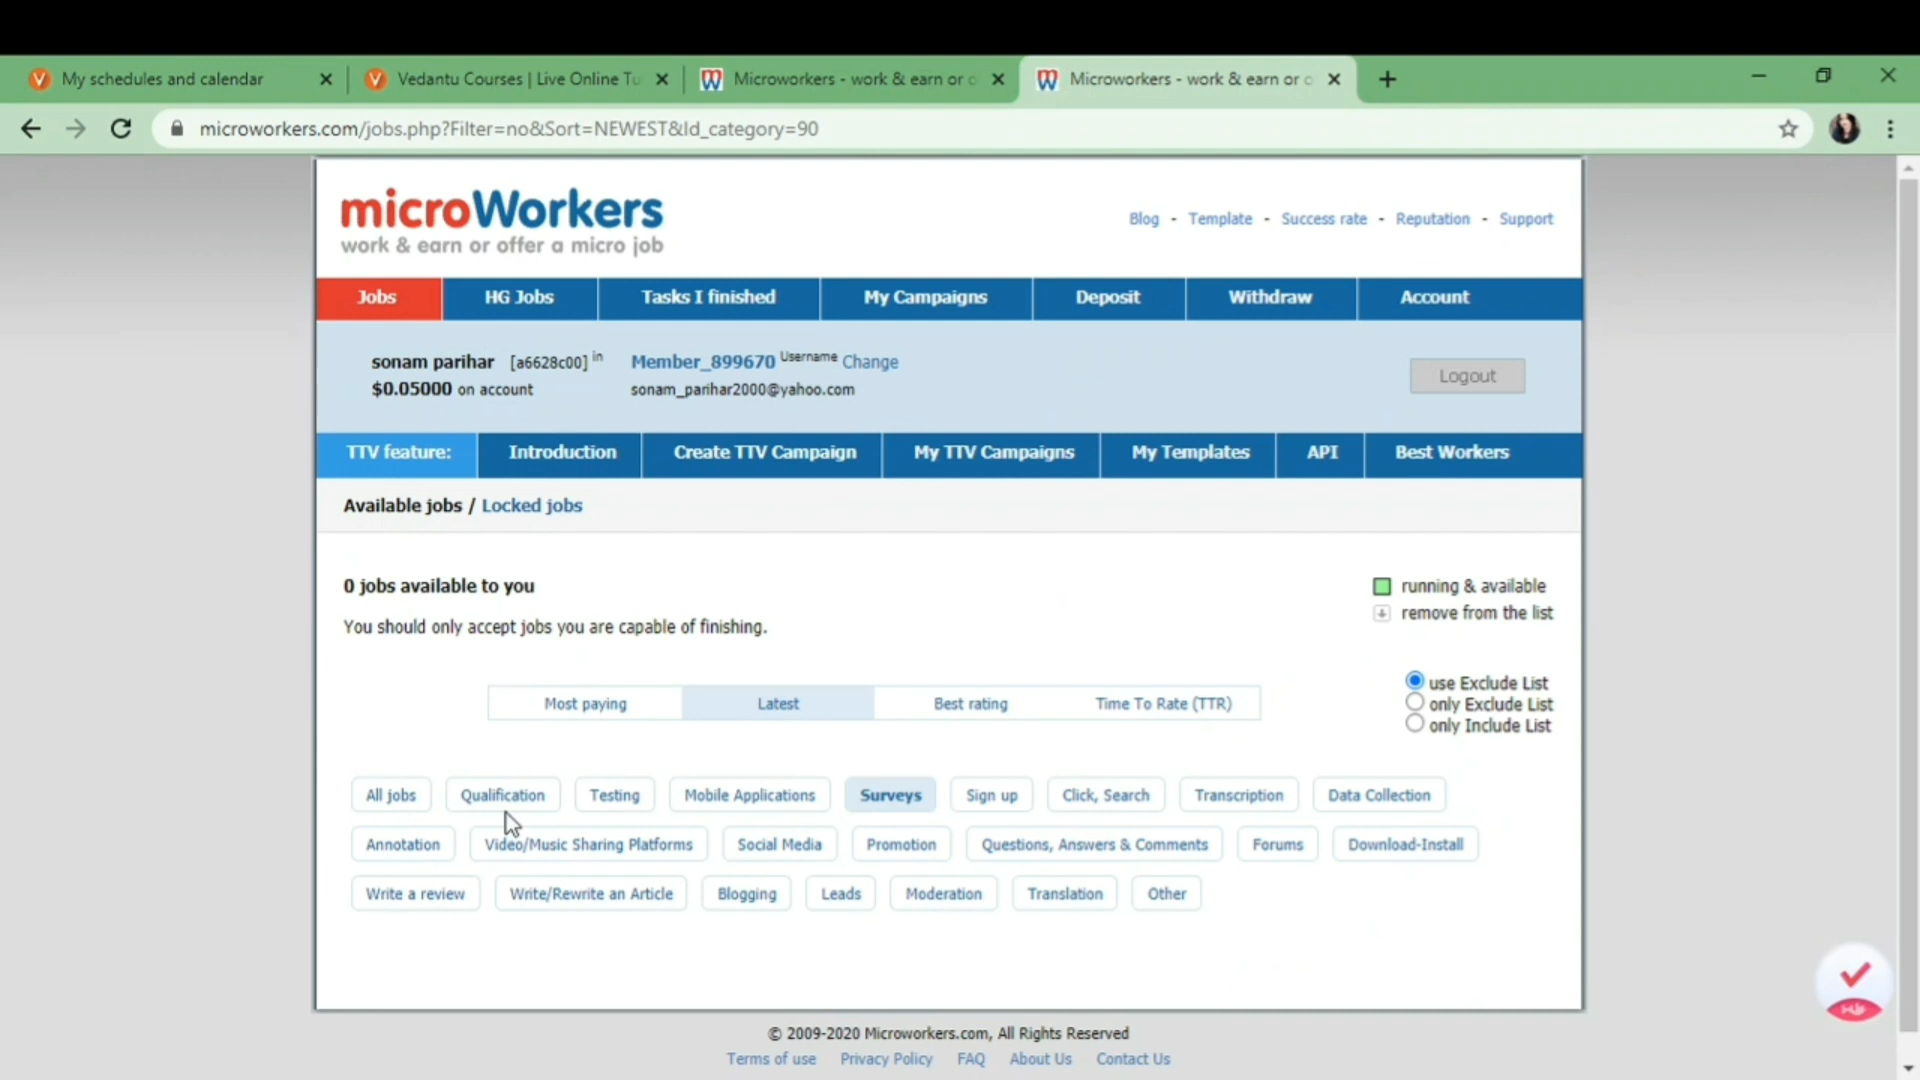 My schedules and calendar
Vedantu Courses | Live Online Tu
Microworkers - work & earn or o
Microworkers - work & earn or o
microworkers.com/jobs.php?Filter=no&Sort=NEWEST&Id_category=90
microWorkers
work & earn or offer a micro job
Blog - Template - Success rate - Reputation - Support
Jobs HG Jobs Tasks I finished My Campaigns Deposit Withdraw Account
sonam parihar [a6628c00] in Member_899670 Username Change
$0.05000 on account sonam_parihar2000@yahoo.com
Logout
TTV feature: Introduction Create TTV Campaign My TTV Campaigns My Templates API Best Workers
Available jobs / Locked jobs
0 jobs available to you
running & available
remove from the list
You should only accept jobs you are capable of finishing.
use Exclude List
only Exclude List
only Include List
Most paying Latest Best rating Time To Rate (TTR)
All jobs Qualification Testing Mobile Applications Surveys Sign up Click, Search Transcription Data Collection
Annotation Video/Music Sharing Platforms Social Media Promotion Questions, Answers & Comments Forums Download-Install
Write a review Write/Rewrite an Article Blogging Leads Moderation Translation Other
© 2009-2020 Microworkers.com, All Rights Reserved
Terms of use Privacy Policy FAQ About Us Contact Us